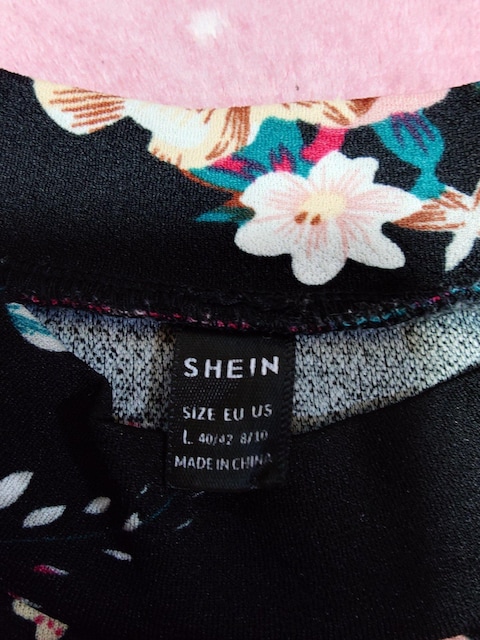 SHEIN
SIZE EU US
L 40/42 8/10
MADE IN CHINA